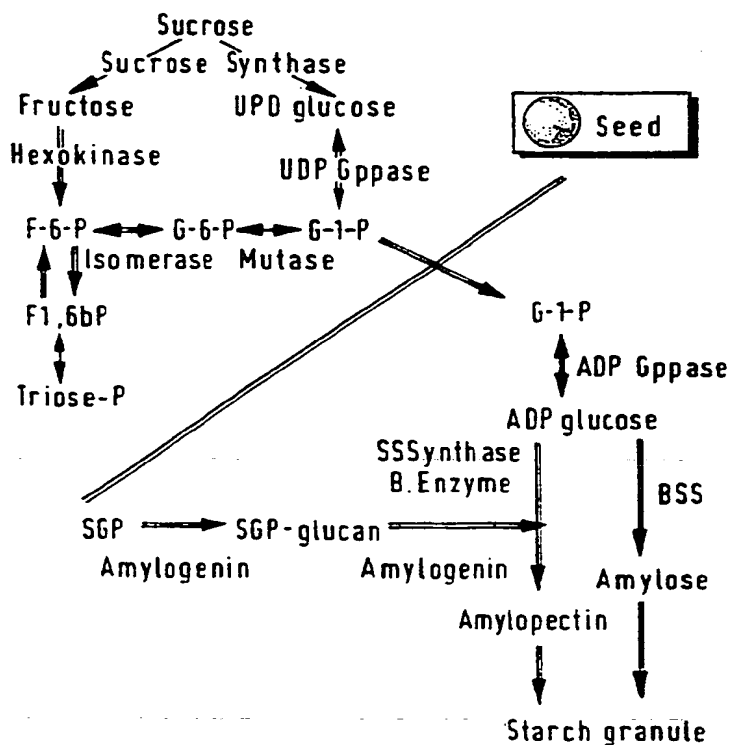 Sucrose
Sucrose Synthase
Fructose UPD glucose
Seed
Hexokinase
UDP Gppase
F-6-P G-6-P G-1-P
Isomerase Mutase
F1,6bP
G-1-P
ADP Gppase
Triose-P
ADP glucose
SSSynthase
B.Enzyme
BSS
SGP SGP-glucan
Amylogenin Amylogenin
Amylose
Amylopectin
Starch granule